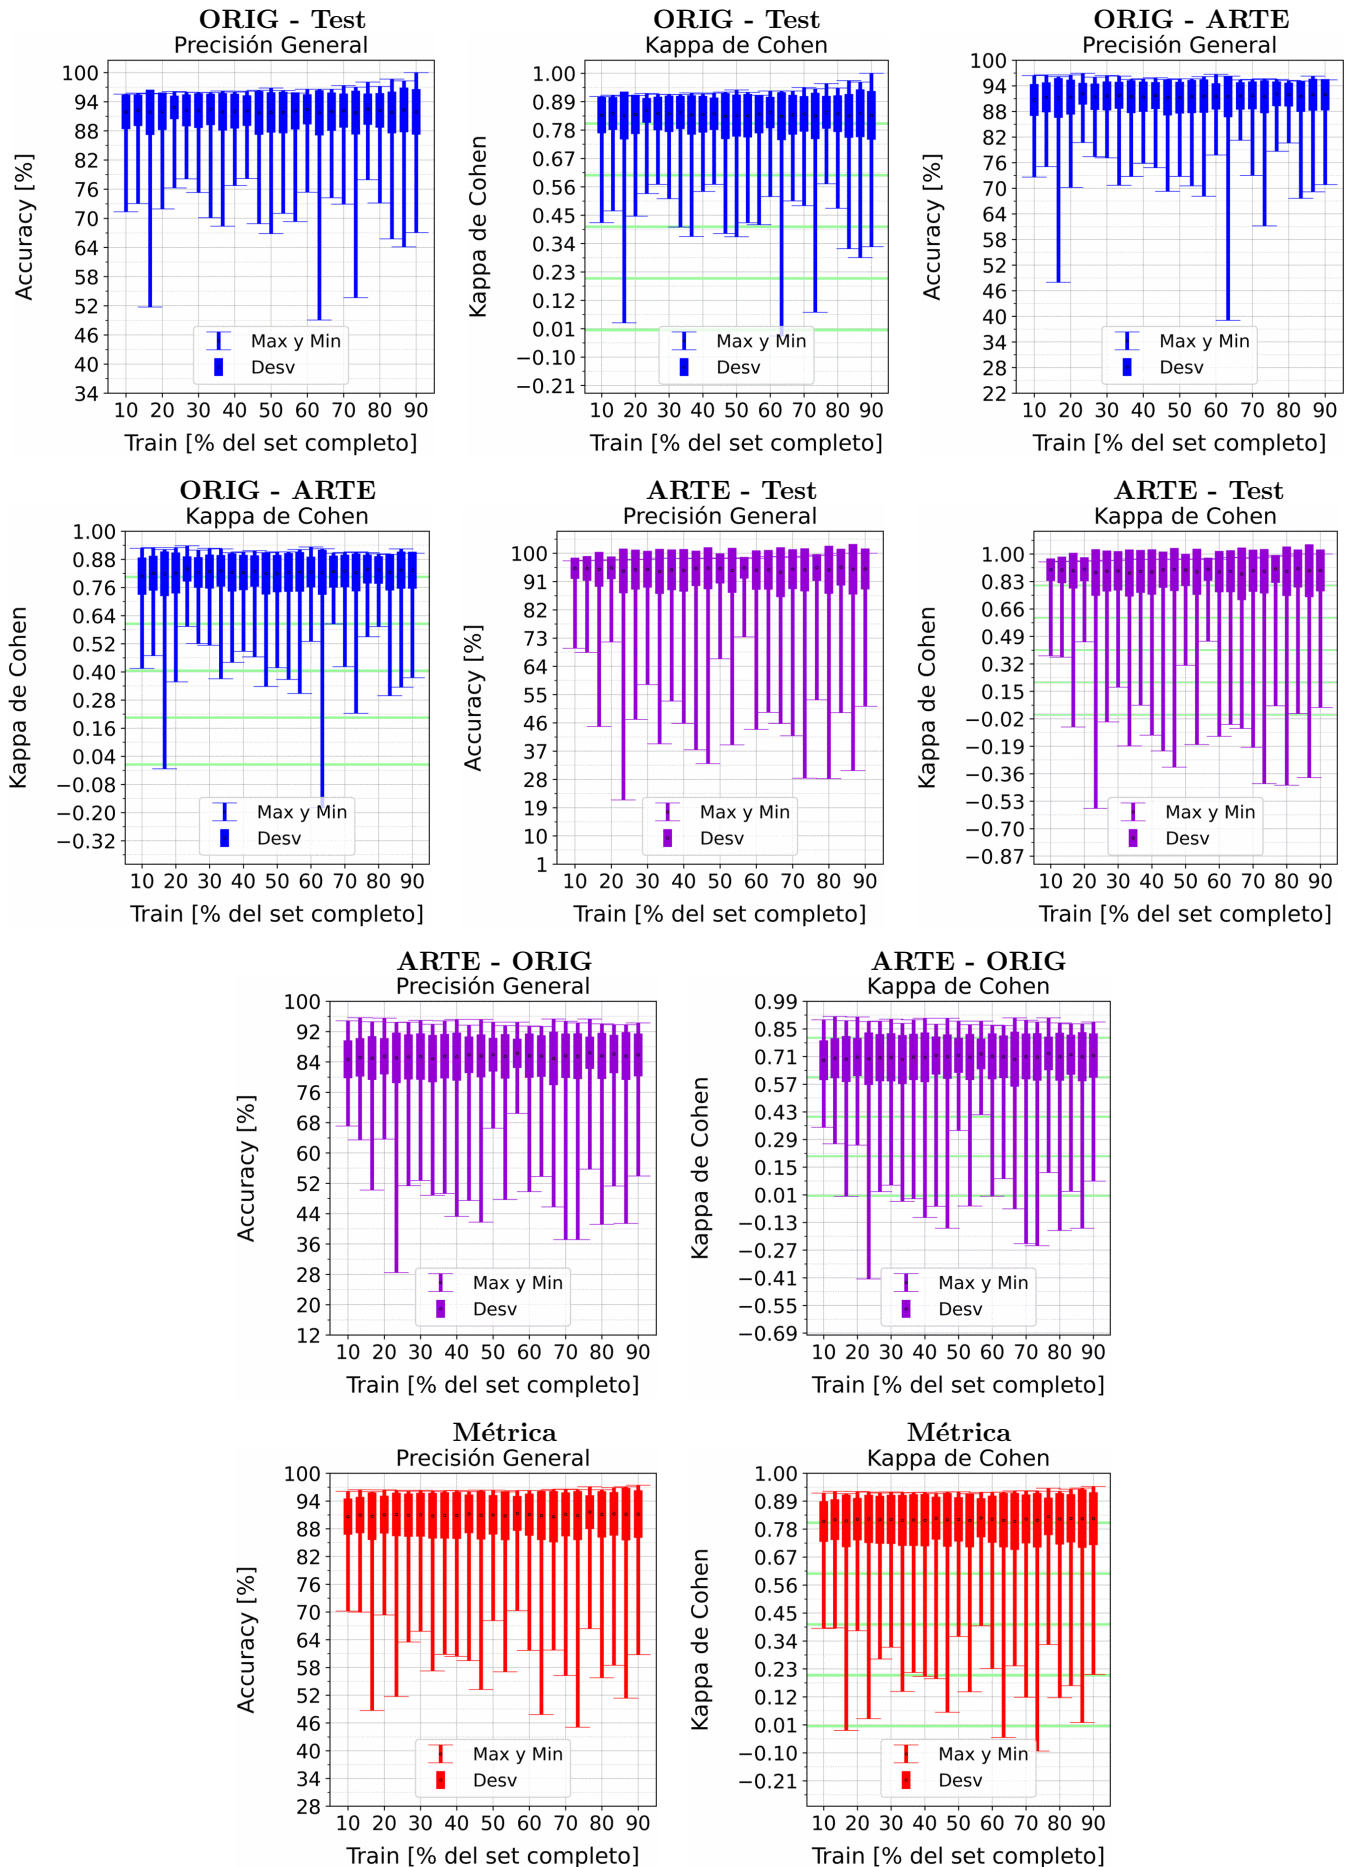 ORIG - Test
Precisión General
Accuracy [%]
100
94
88
82
76
70
64
58
52
46
40
34
Max y Min
Desv
10 20 30 40 50 60 70 80 90
Train [% del set completo]
ORIG - Test
Kappa de Cohen
Kappa de Cohen
1.00
0.89
0.78
0.67
0.56
0.45
0.34
0.23
0.12
0.01
−0.10
−0.21
Max y Min
Desv
10 20 30 40 50 60 70 80 90
Train [% del set completo]
ORIG - ARTE
Precisión General
Accuracy [%]
100
94
88
82
76
70
64
58
52
46
40
34
28
22
Max y Min
Desv
10 20 30 40 50 60 70 80 90
Train [% del set completo]
ORIG - ARTE
Kappa de Cohen
Kappa de Cohen
1.00
0.88
0.76
0.64
0.52
0.40
0.28
0.16
0.04
−0.08
−0.20
−0.32
Max y Min
Desv
10 20 30 40 50 60 70 80 90
Train [% del set completo]
ARTE - Test
Precisión General
Accuracy [%]
100
91
82
73
64
55
46
37
28
19
10
1
Max y Min
Desv
10 20 30 40 50 60 70 80 90
Train [% del set completo]
ARTE - Test
Kappa de Cohen
Kappa de Cohen
1.00
0.83
0.66
0.49
0.32
0.15
−0.02
−0.19
−0.36
−0.53
−0.70
−0.87
Max y Min
Desv
10 20 30 40 50 60 70 80 90
Train [% del set completo]
ARTE - ORIG
Precisión General
Accuracy [%]
100
92
84
76
68
60
52
44
36
28
20
12
Max y Min
Desv
10 20 30 40 50 60 70 80 90
Train [% del set completo]
ARTE - ORIG
Kappa de Cohen
Kappa de Cohen
0.99
0.85
0.71
0.57
0.43
0.29
0.15
0.01
−0.13
−0.27
−0.41
−0.55
−0.69
Max y Min
Desv
10 20 30 40 50 60 70 80 90
Train [% del set completo]
Métrica
Precisión General
Accuracy [%]
100
94
88
82
76
70
64
58
52
46
40
34
28
Max y Min
Desv
10 20 30 40 50 60 70 80 90
Train [% del set completo]
Métrica
Kappa de Cohen
Kappa de Cohen
1.00
0.89
0.78
0.67
0.56
0.45
0.34
0.23
0.12
0.01
−0.10
−0.21
Max y Min
Desv
10 20 30 40 50 60 70 80 90
Train [% del set completo]